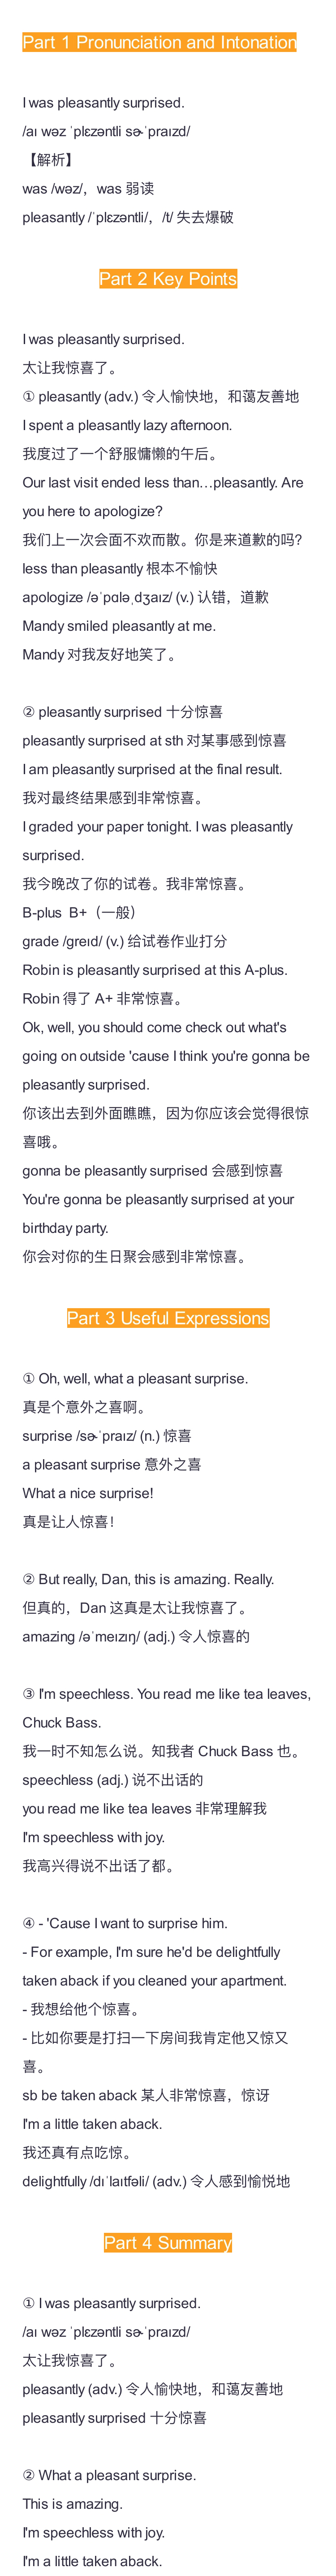 Part 1 Pronunciation and Intonation
I was pleasantly surprised.
/aɪ wəz ˈplɛzəntli sɚˈpraɪzd/
【解析】
was /wəz/，was 弱读
pleasantly /ˈplɛzəntli/，/t/ 失去爆破
Part 2 Key Points
I was pleasantly surprised.
太让我惊喜了。
① pleasantly (adv.) 令人愉快地，和蔼友善地
I spent a pleasantly lazy afternoon.
我度过了一个舒服慵懒的午后。
Our last visit ended less than…pleasantly. Are
you here to apologize?
我们上一次会面不欢而散。你是来道歉的吗?
less than pleasantly 根本不愉快
apologize /əˈpɑləˌdʒaɪz/ (v.) 认错，道歉
Mandy smiled pleasantly at me.
Mandy 对我友好地笑了。
② pleasantly surprised 十分惊喜
pleasantly surprised at sth 对某事感到惊喜
I am pleasantly surprised at the final result.
我对最终结果感到非常惊喜。
I graded your paper tonight. I was pleasantly
surprised.
我今晚改了你的试卷。我非常惊喜。
B-plus  B+（一般）
grade /greɪd/ (v.) 给试卷作业打分
Robin is pleasantly surprised at this A-plus.
Robin 得了 A+ 非常惊喜。
Ok, well, you should come check out what's
going on outside 'cause I think you're gonna be
pleasantly surprised.
你该出去到外面瞧瞧，因为你应该会觉得很惊
喜哦。
gonna be pleasantly surprised 会感到惊喜
You're gonna be pleasantly surprised at your
birthday party.
你会对你的生日聚会感到非常惊喜。
Part 3 Useful Expressions
① Oh, well, what a pleasant surprise.
真是个意外之喜啊。
surprise /sɚˈpraɪz/ (n.) 惊喜
a pleasant surprise 意外之喜
What a nice surprise!
真是让人惊喜！
② But really, Dan, this is amazing. Really.
但真的，Dan 这真是太让我惊喜了。
amazing /əˈmeɪzɪŋ/ (adj.) 令人惊喜的
③ I'm speechless. You read me like tea leaves,
Chuck Bass.
我一时不知怎么说。知我者 Chuck Bass 也。
speechless (adj.) 说不出话的
you read me like tea leaves 非常理解我
I'm speechless with joy.
我高兴得说不出话了都。
④ - 'Cause I want to surprise him.
- For example, I'm sure he'd be delightfully
taken aback if you cleaned your apartment.
- 我想给他个惊喜。
- 比如你要是打扫一下房间我肯定他又惊又
喜。
sb be taken aback 某人非常惊喜，惊讶
I'm a little taken aback.
我还真有点吃惊。
delightfully /dɪˈlaɪtfəli/ (adv.) 令人感到愉悦地
Part 4 Summary
① I was pleasantly surprised.
/aɪ wəz ˈplɛzəntli sɚˈpraɪzd/
太让我惊喜了。
pleasantly (adv.) 令人愉快地，和蔼友善地
pleasantly surprised 十分惊喜
② What a pleasant surprise.
This is amazing.
I'm speechless with joy.
I'm a little taken aback.